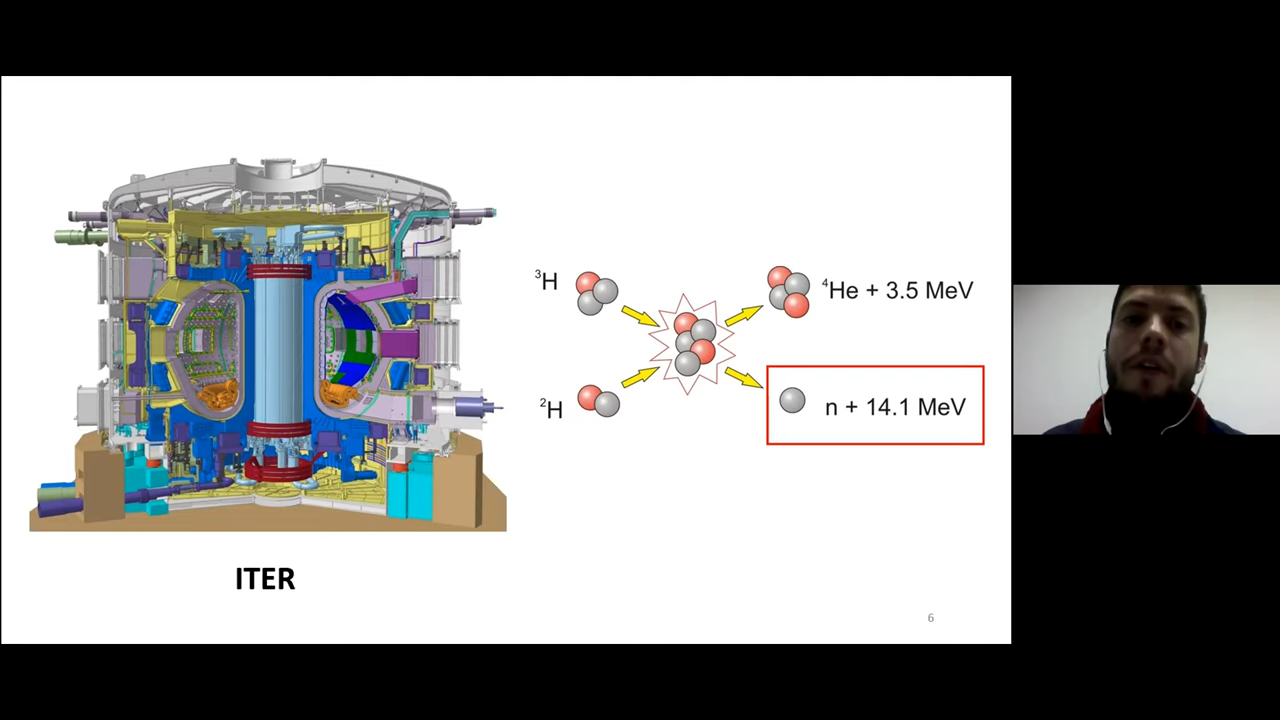 ³H
⁴He + 3.5 MeV
²H
n + 14.1 MeV
ITER
6